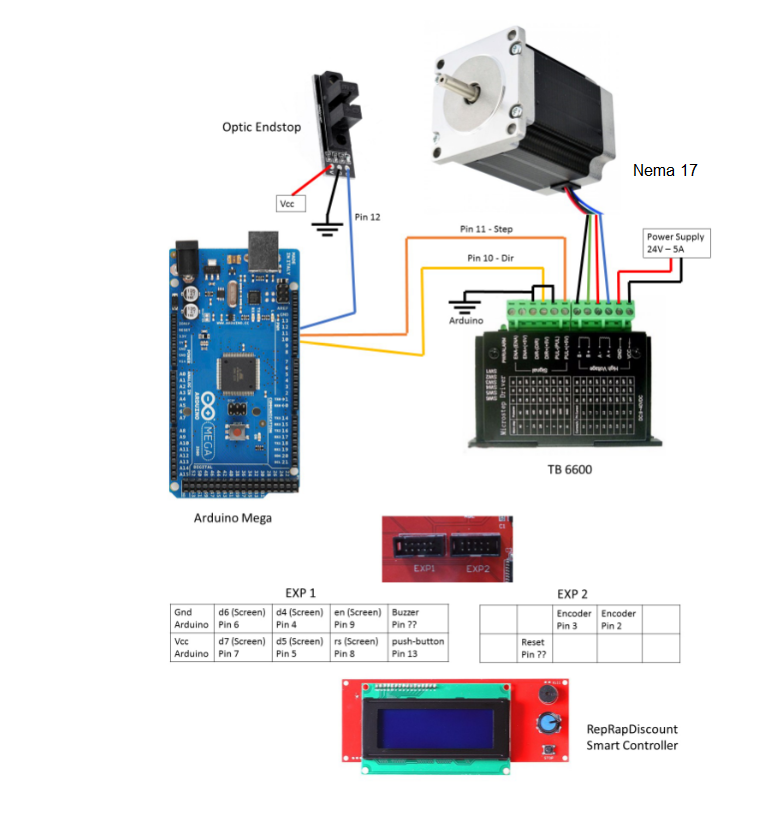 Optic Endstop
Nema 17
Vcc
Pin 12
Pin 11 - Step
Pin 10 - Dir
Power Supply
24V – 5A
Arduino
ARDUINO
MEGA
TB 6600
Arduino Mega
EXP1
EXP2
EXP 1
Gnd Arduino
d6 (Screen) Pin 6
d4 (Screen) Pin 4
en (Screen) Pin 9
Buzzer Pin ??
Vcc Arduino
d7 (Screen) Pin 7
d5 (Screen) Pin 5
rs (Screen) Pin 8
push-button Pin 13
EXP 2
Encoder Pin 3
Encoder Pin 2
Reset Pin ??
RepRapDiscount
Smart Controller